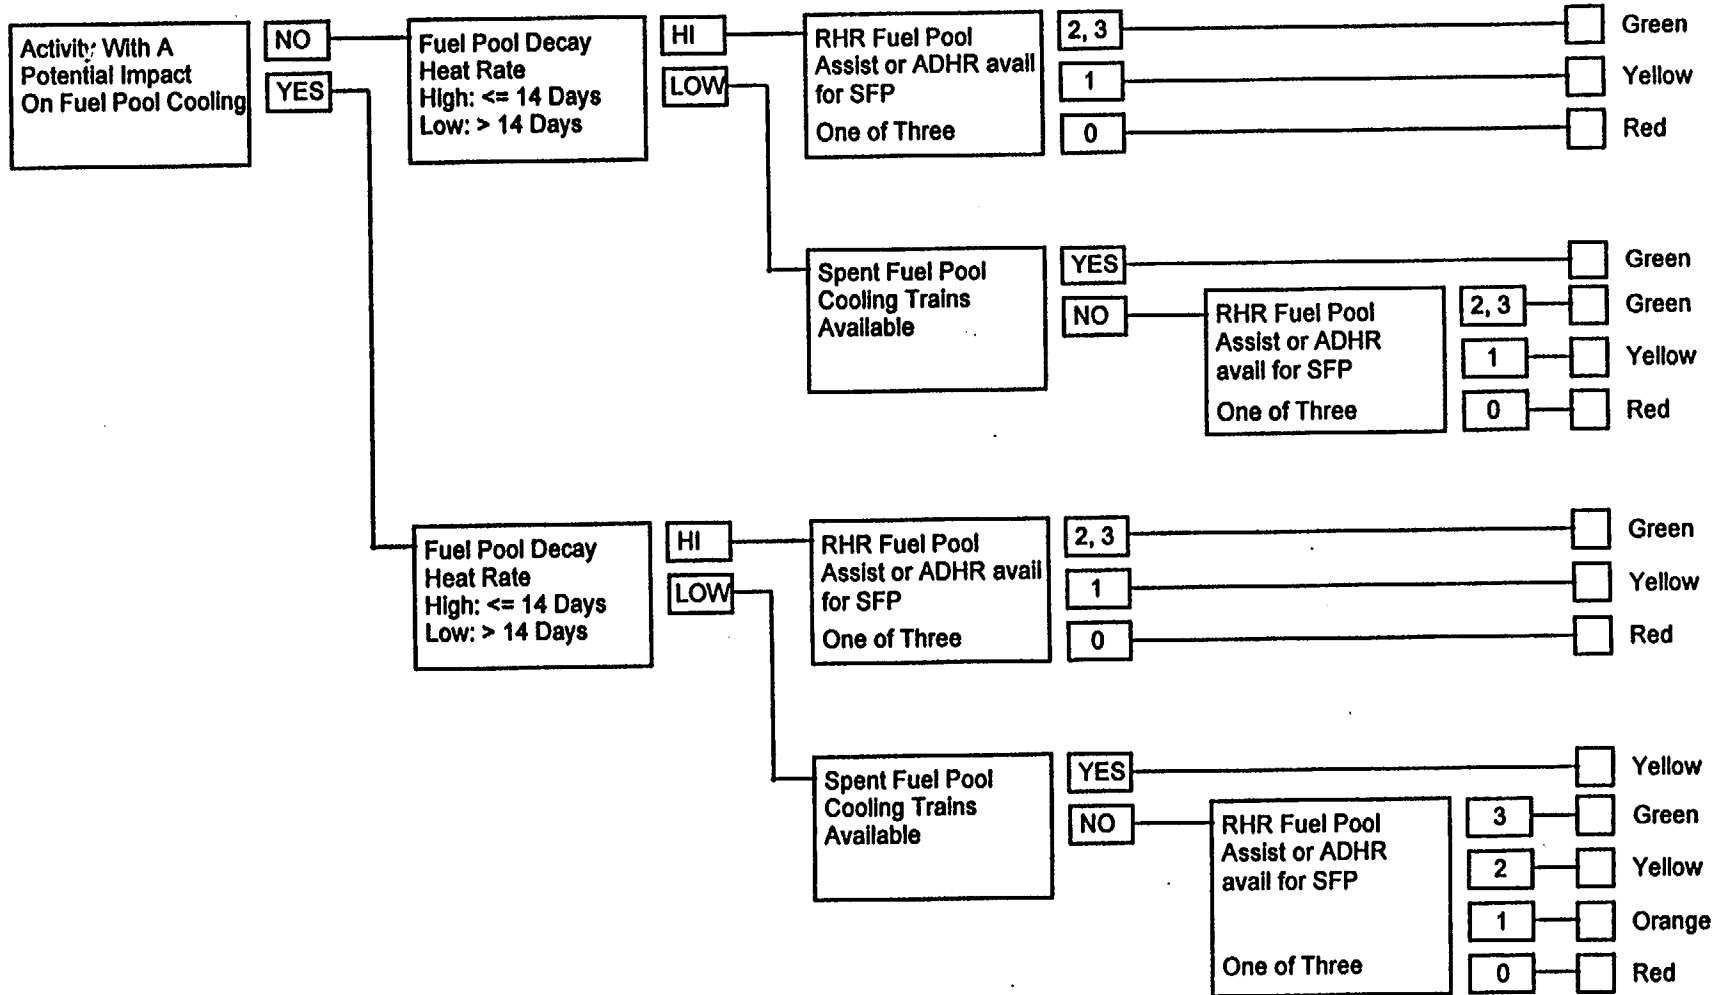 Activity With A
Potential Impact
On Fuel Pool Cooling
NO
YES
Fuel Pool Decay
Heat Rate
High: <= 14 Days
Low: > 14 Days
HI
LOW
RHR Fuel Pool
Assist or ADHR avail
for SFP
One of Three
2, 3
Green
1
Yellow
0
Red
Spent Fuel Pool
Cooling Trains
Available
YES
Green
NO
RHR Fuel Pool
Assist or ADHR
avail for SFP
One of Three
2, 3
Green
1
Yellow
0
Red
Fuel Pool Decay
Heat Rate
High: <= 14 Days
Low: > 14 Days
HI
LOW
RHR Fuel Pool
Assist or ADHR avail
for SFP
One of Three
2, 3
Green
1
Yellow
0
Red
Spent Fuel Pool
Cooling Trains
Available
YES
Yellow
NO
RHR Fuel Pool
Assist or ADHR
avail for SFP
One of Three
3
Green
2
Yellow
1
Orange
0
Red